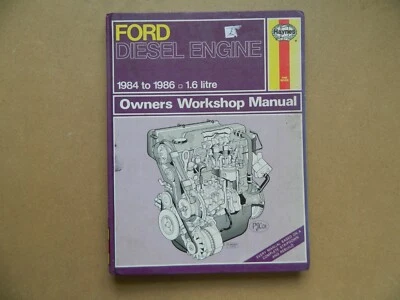 FORD
DIESEL ENGINE
Haynes
1984 to 1986 □ 1.6 litre
Owners Workshop Manual